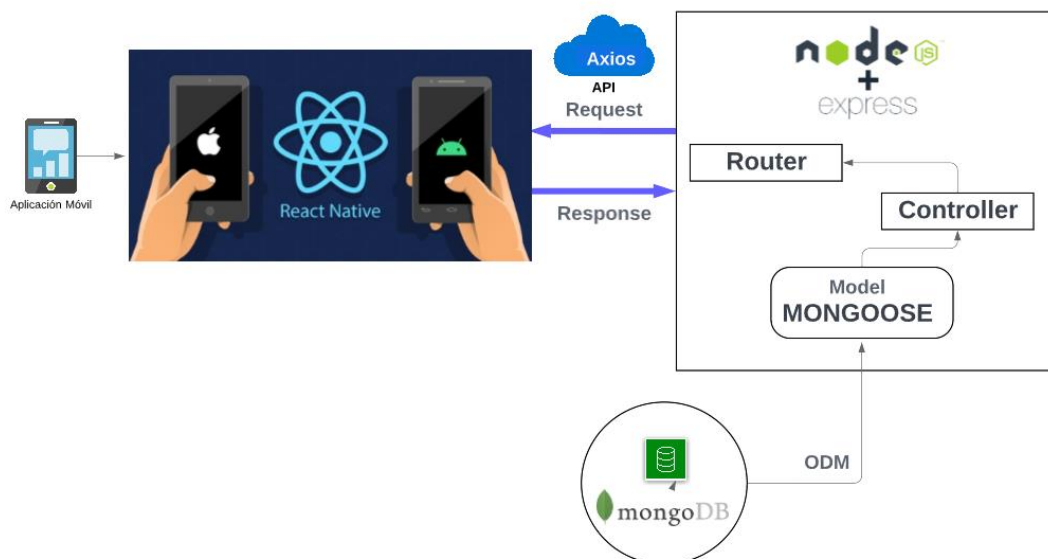 Aplicación Móvil
React Native
Axios
API
Request
Response
node JS
+
express
Router
Controller
Model
MONGOOSE
ODM
mongoDB